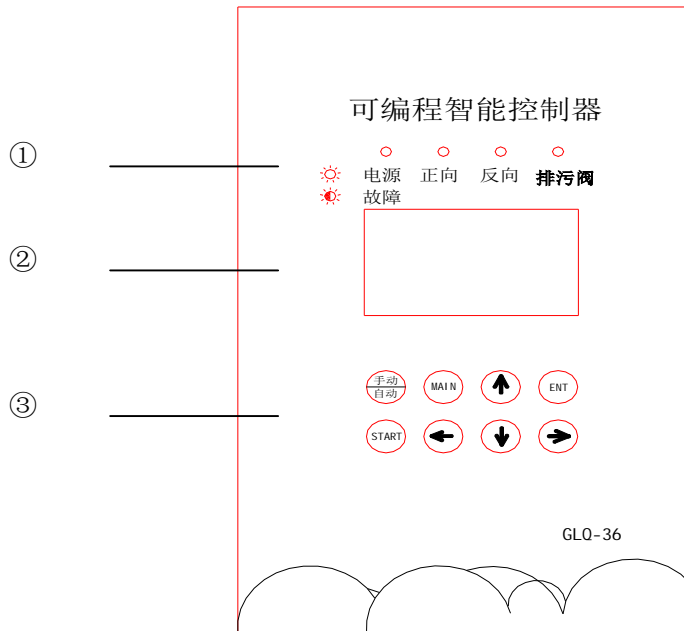 可编程智能控制器
①
电源 正向 反向 排污阀
故障
②
手动 MAIN ENT
自动
③
START
GLQ-36